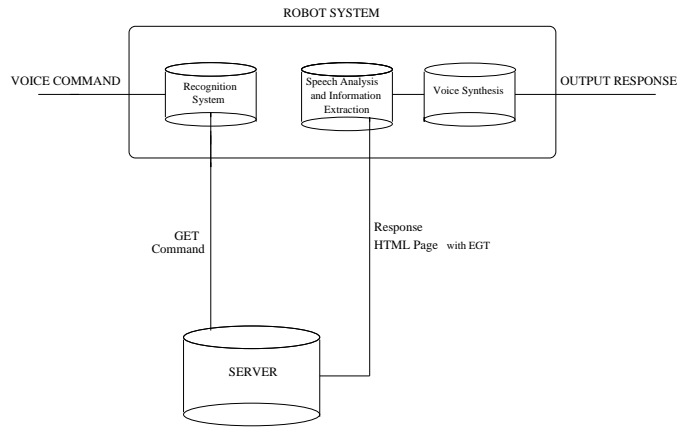 ROBOT SYSTEM
VOICE COMMAND
Recognition
System
Speech Analysis
and Information
Extraction
Voice Synthesis
OUTPUT RESPONSE
GET
Command
Response
HTML Page with EGT
SERVER